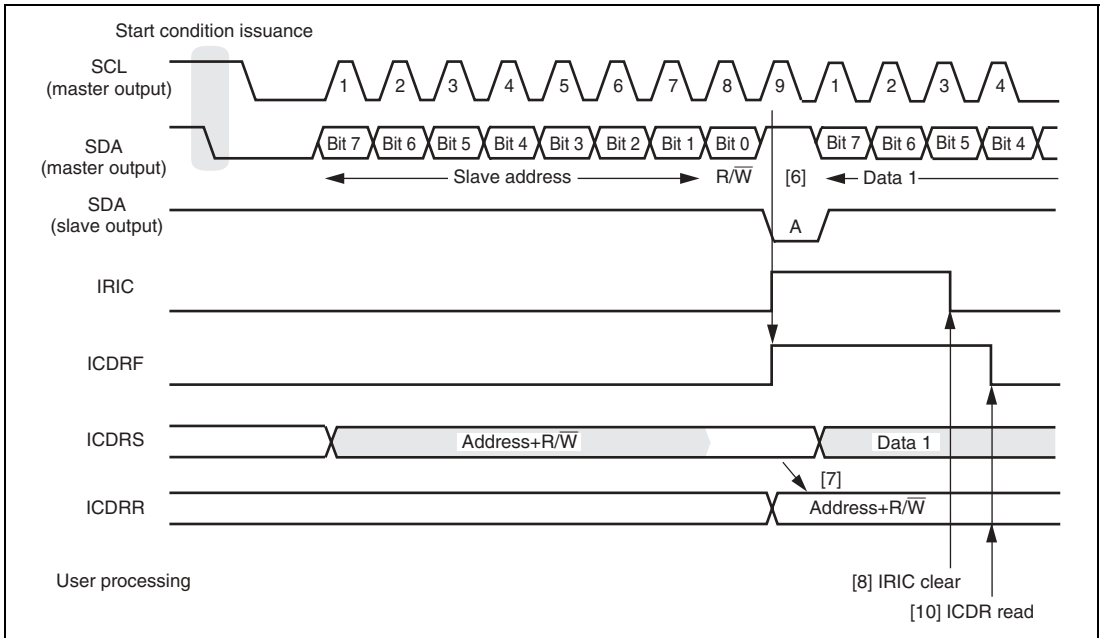 Start condition issuance
SCL
(master output)
1 2 3 4 5 6 7 8 9 1 2 3 4
SDA
(master output)
Bit 7 Bit 6 Bit 5 Bit 4 Bit 3 Bit 2 Bit 1 Bit 0 Bit 7 Bit 6 Bit 5 Bit 4
Slave address R/W̅ [6] Data 1
SDA
(slave output)
A
IRIC
ICDRF
ICDRS
Address+R/W̅ Data 1
[7]
ICDRR
Address+R/W̅
User processing
[8] IRIC clear
[10] ICDR read